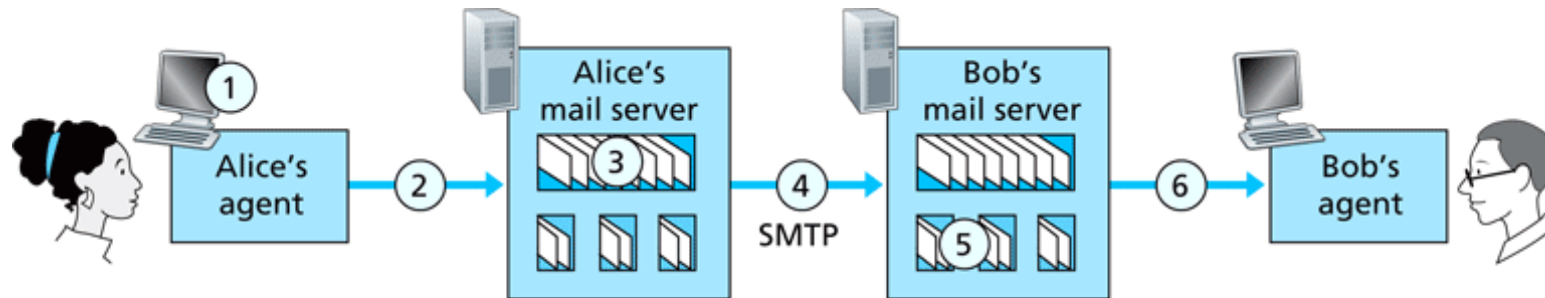 1
Alice's
agent
2
Alice's
mail server
3
4
SMTP
Bob's
mail server
5
6
Bob's
agent